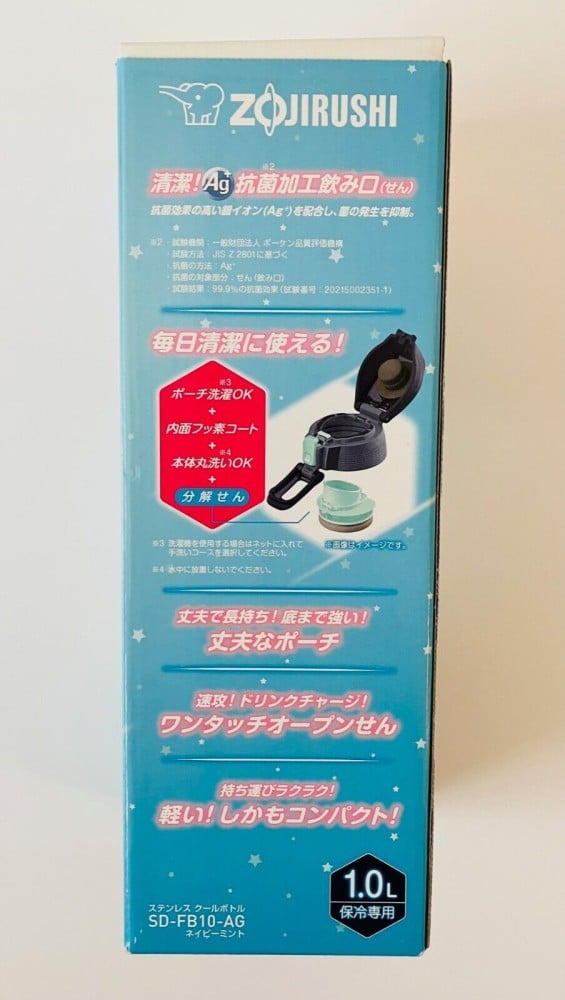 ZOJIRUSHI
※2
清潔!Ag+抗菌加工飲み口(せん)
抗菌効果の高い銀イオン(Ag+)を配合し、菌の発生を抑制。
※2・試験機関:一般財団法人 ボーケン品質評価機構
・試験方法:JIS Z 2801に基づく
・抗菌の方法:Ag+
・抗菌の対象部分:せん(飲み口)
・試験結果:99.9%の抗菌効果(試験番号:20215002351-1)
毎日清潔に使える!
※3
ポーチ洗濯OK
+
内面フッ素コート
+
※4
本体丸洗いOK
+
分解せん
※3 洗濯機を使用する場合はネットに入れて
手洗いコースを選択してください。
※画像はイメージです。
※4 水中に放置しないでください。
丈夫で長持ち!底まで強い!
丈夫なポーチ
速攻!ドリンクチャージ!
ワンタッチオープンせん
持ち運びラクラク!
軽い!しかもコンパクト!
ステンレス クールボトル
SD-FB10-AG
ネイビーミント
1.0L
保冷専用